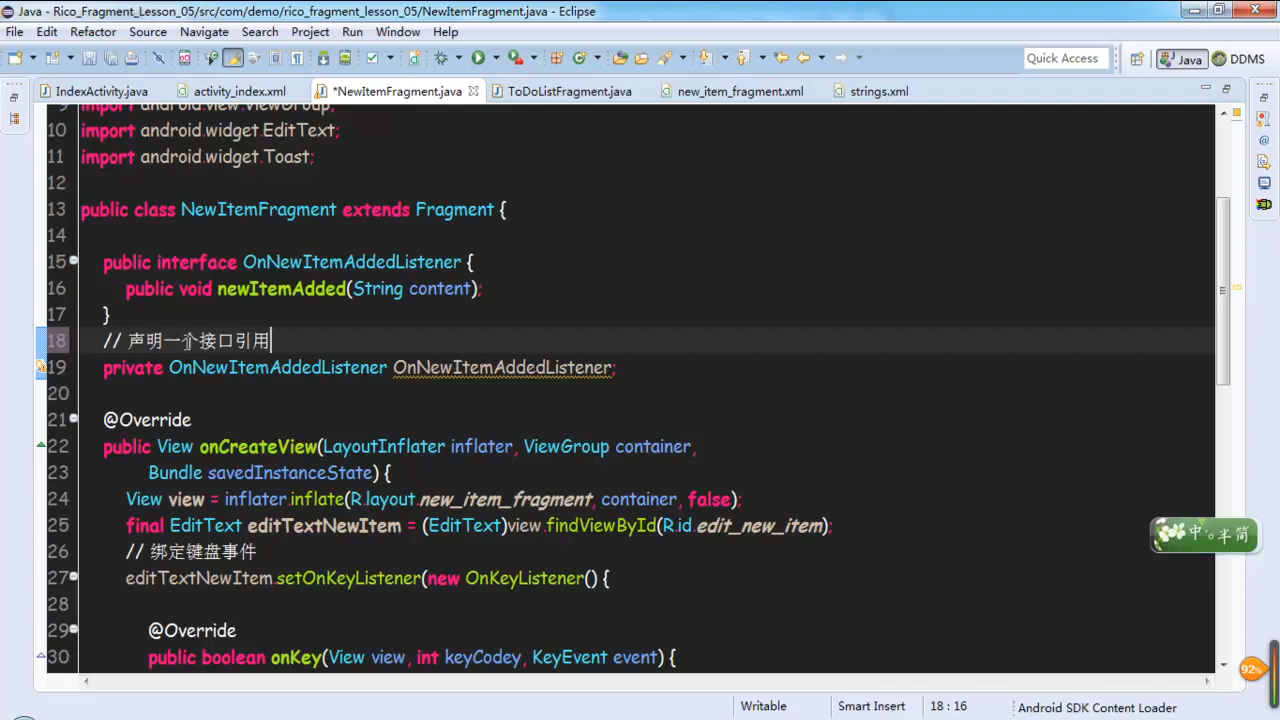 Java - Rico_Fragment_Lesson_05/src/com/demo/rico_fragment_lesson_05/NewItemFragment.java - Eclipse
File Edit Refactor Source Navigate Search Project Run Window Help
Quick Access Java DDMS
IndexActivity.java activity_index.xml *NewItemFragment.java ToDoListFragment.java new_item_fragment.xml strings.xml
9 import android.view.ViewGroup;
10 import android.widget.EditText;
11 import android.widget.Toast;
12
13 public class NewItemFragment extends Fragment {
14
15 public interface OnNewItemAddedListener {
16 public void newItemAdded(String content);
17 }
18 // 声明一个接口引用
19 private OnNewItemAddedListener OnNewItemAddedListener;
20
21 @Override
22 public View onCreateView(LayoutInflater inflater, ViewGroup container,
23 Bundle savedInstanceState) {
24 View view = inflater.inflate(R.layout.new_item_fragment, container, false);
25 final EditText editTextNewItem = (EditText)view.findViewById(R.id.edit_new_item);
26 // 绑定键盘事件
27 editTextNewItem.setOnKeyListener(new OnKeyListener() {
28
29 @Override
30 public boolean onKey(View view, int keyCodey, KeyEvent event) {
中 半 简
92%
Writable Smart Insert 18 : 16 Android SDK Content Loader